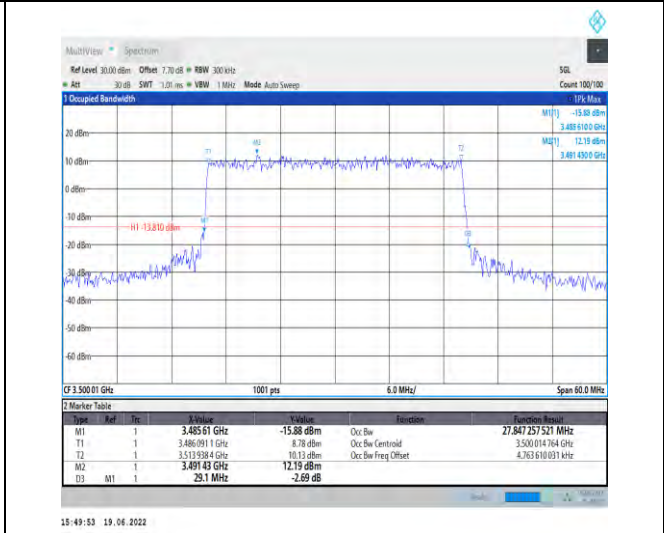 MultiView Spectrum
Ref Level 30.00 dBm Offset 7.70 dB RBW 300 kHz SGL
Att 30 dB SWT 1.01 ms VBW 1 MHz Mode Auto Sweep Count 100/100
1 Occupied Bandwidth 1Pk Max
M1[1] -15.88 dBm
3.485 610 0 GHz
M2[1] 12.19 dBm
3.491 430 0 GHz
20 dBm
M2
T1
T2
10 dBm
0 dBm
-10 dBm
M1
H1 -13.810 dBm
-20 dBm
-30 dBm
-40 dBm
-50 dBm
-60 dBm
CF 3.500 01 GHz 1001 pts 6.0 MHz/ Span 60.0 MHz
2 Marker Table
Type Ref Trc X-Value Y-Value Function Function Result
M1 1 3.485 61 GHz -15.88 dBm Occ Bw 27.847 257 521 MHz
T1 1 3.486 091 1 GHz 8.78 dBm Occ Bw Centroid 3.500 014 764 GHz
T2 1 3.513 938 4 GHz 10.13 dBm Occ Bw Freq Offset 4.763 610 031 kHz
M2 1 3.491 43 GHz 12.19 dBm
D3 M1 1 29.1 MHz -2.69 dB
15:49:53 19.06.2022